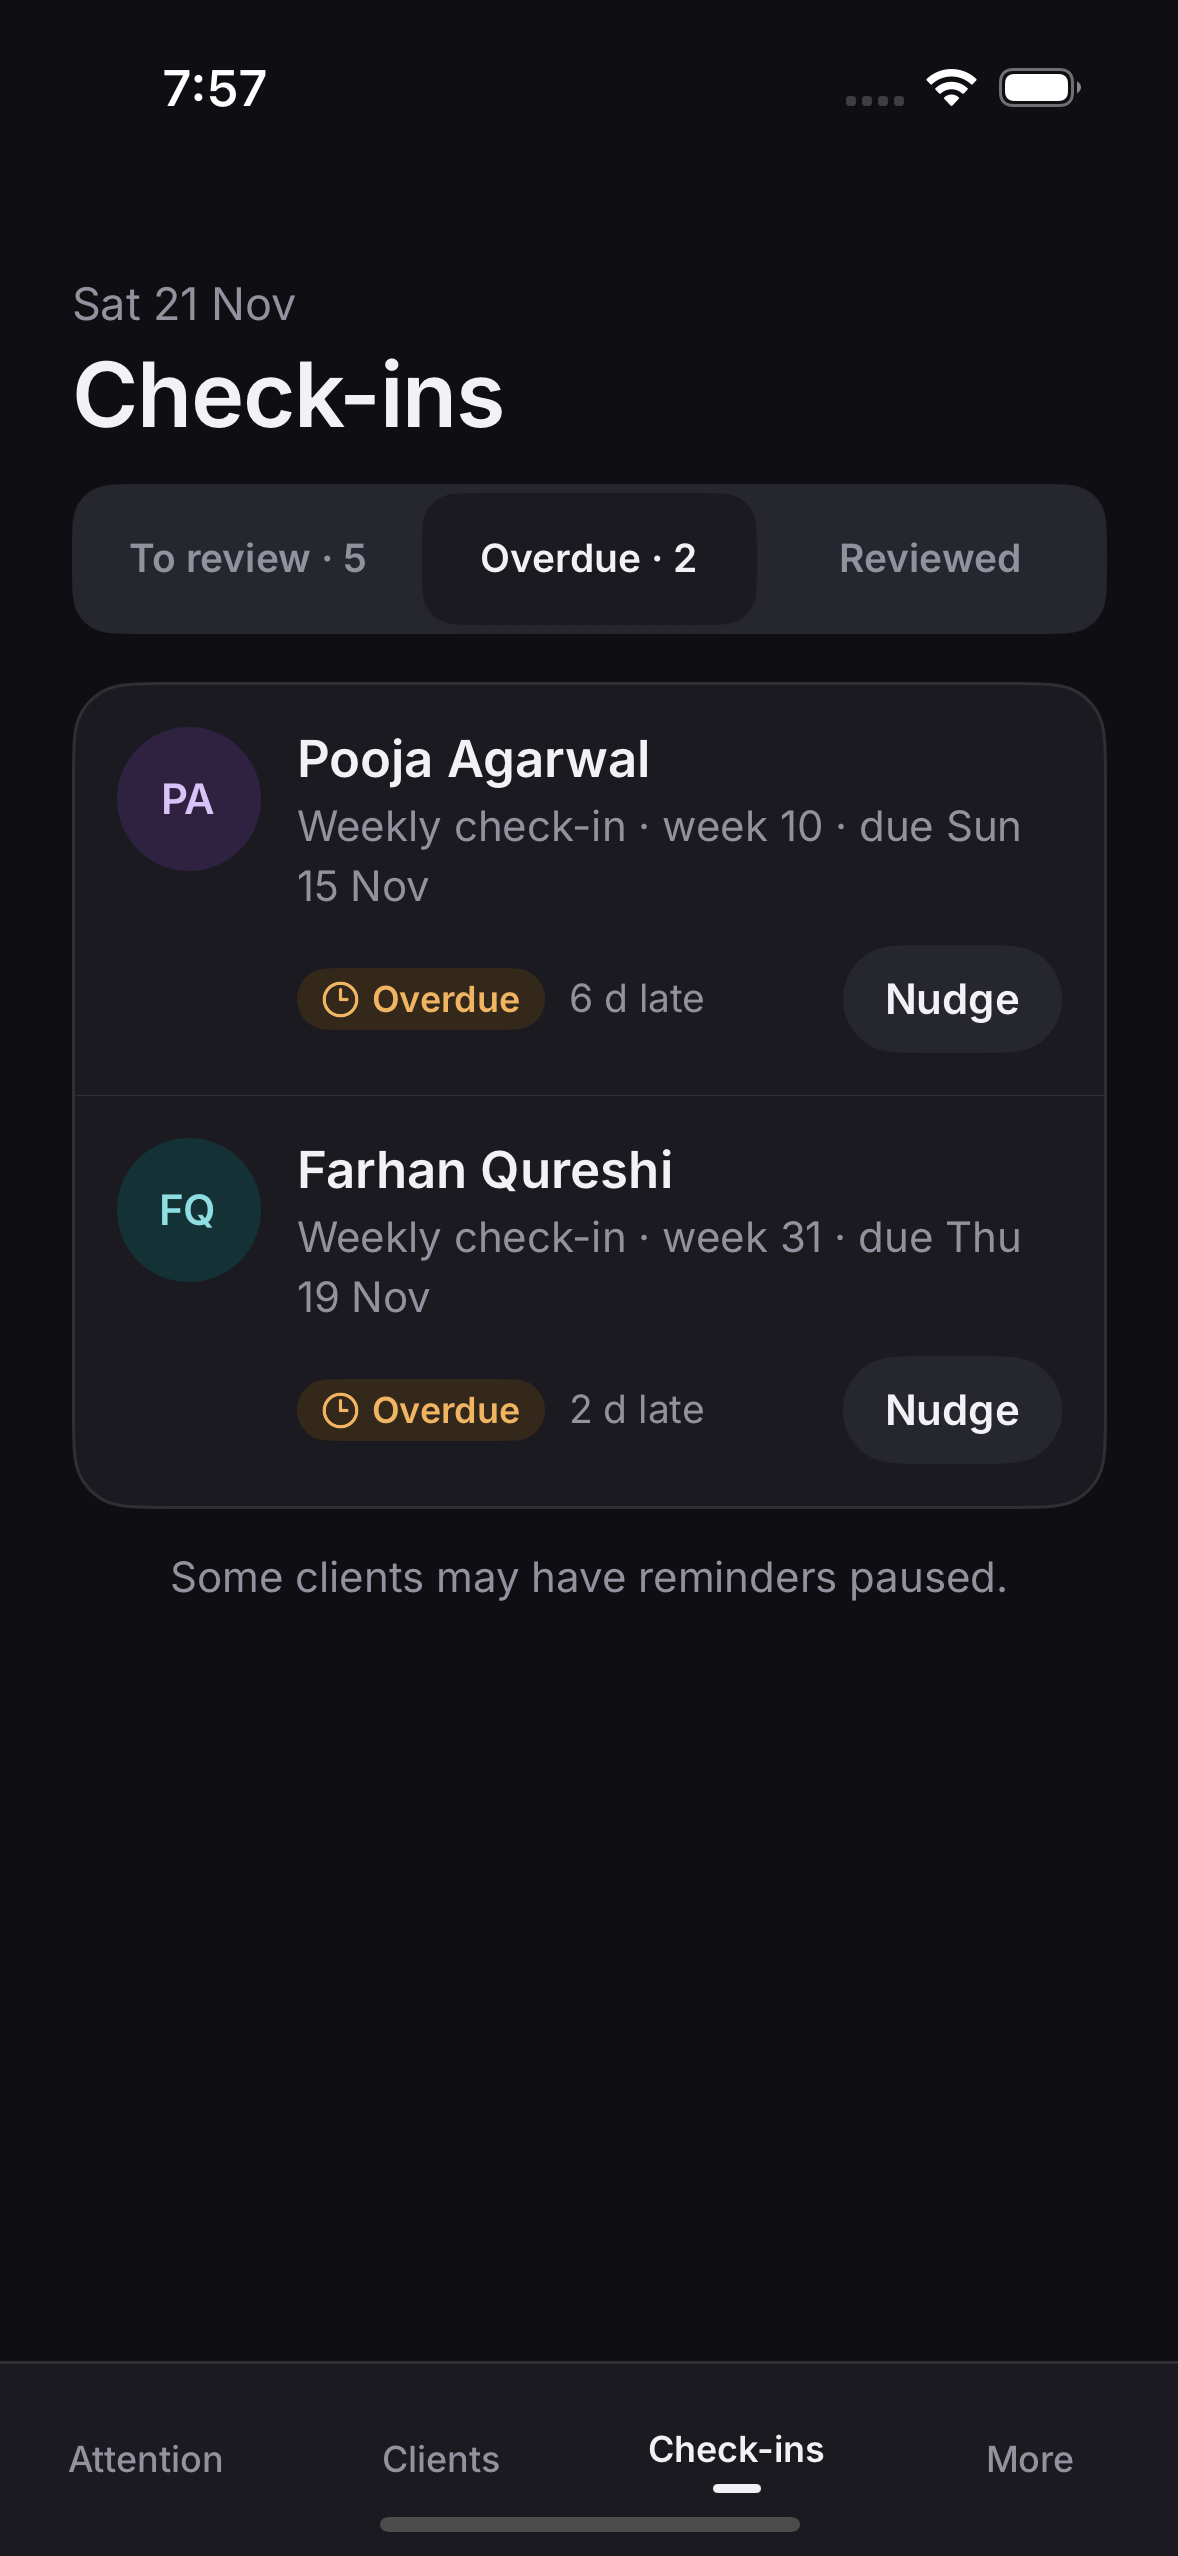 7:57
Sat 21 Nov
Check-ins
To review · 5
Overdue · 2
Reviewed
PA
Pooja Agarwal
Weekly check-in · week 10 · due Sun
15 Nov
Overdue
6 d late
Nudge
FQ
Farhan Qureshi
Weekly check-in · week 31 · due Thu
19 Nov
Overdue
2 d late
Nudge
Some clients may have reminders paused.
Attention
Clients
Check-ins
More